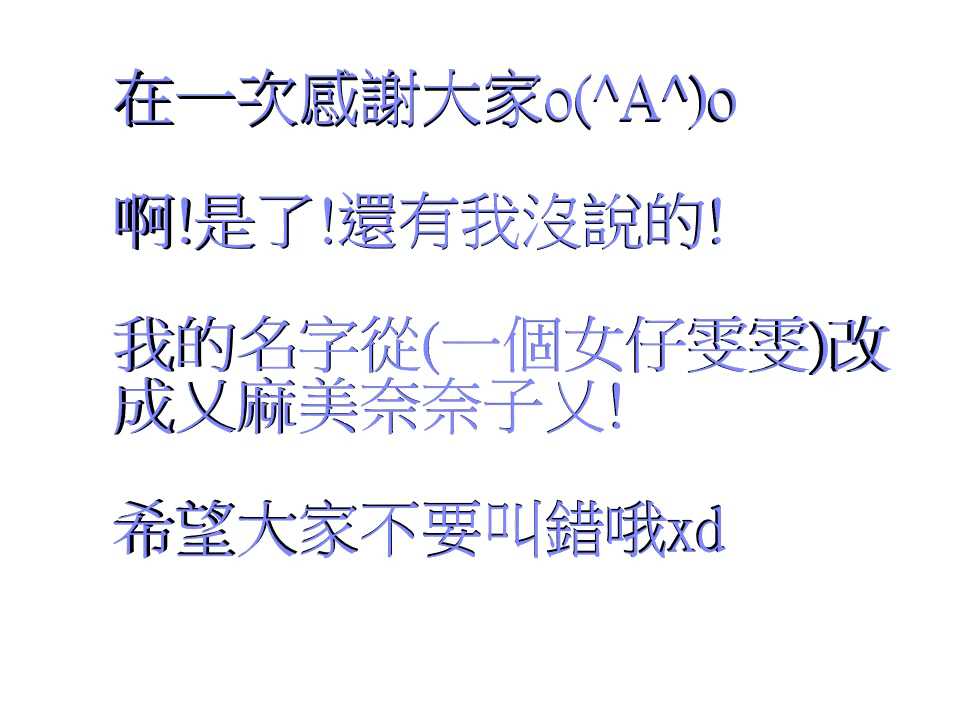 在一次感謝大家o(^A^)o
啊!是了!還有我沒說的!
我的名字從(一個女仔雯雯)改
成乂麻美奈奈子乂!
希望大家不要叫錯哦xd